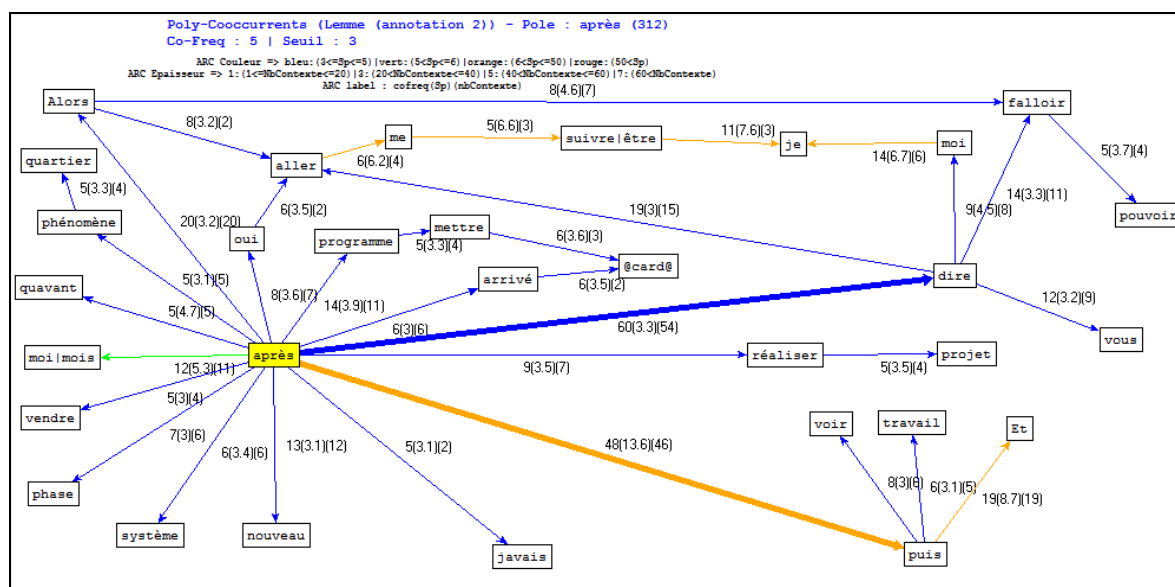 Poly-Cooccurrents (Lemme (annotation 2)) - Pole : après (312)
Co-Freq : 5 | Seuil : 3
ARC Couleur => bleu:(3<=Sp<=5)|vert:(5<Sp<=6)|orange:(6<Sp<=50)|rouge:(50<Sp)
ARC Epaisseur => 1:(1<=NbContexte<=20)|3:(20<NbContexte<=40)|5:(40<NbContexte<=60)|7:(60<NbContexte)
ARC label : cofreq(Sp)(nbContexte)
8(4.6)(7)
Alors
falloir
8(3.2)(2)
5(6.6)(3)
me
suivre|être
11(7.6)(3)
je
moi
quartier
aller
6(6.2)(4)
14(6.7)(6)
5(3.7)(4)
5(3.3)(4)
9(4.5)(8)
14(3.3)(11)
phénomène
20(3.2)(20)
6(3.5)(2)
19(3)(15)
pouvoir
oui
programme
mettre
5(3.3)(4)
6(3.6)(3)
@card@
quavant
5(3.1)(5)
arrivé
6(3.5)(2)
dire
8(3.6)(7)
14(3.9)(11)
12(3.2)(9)
5(4.7)(5)
6(3)(6)
60(3.3)(54)
vous
moi|mois
après
réaliser
projet
12(5.3)(11)
9(3.5)(7)
5(3.5)(4)
5(3)(4)
vendre
voir
travail
Et
7(3)(6)
6(3.4)(6)
13(3.1)(12)
5(3.1)(2)
48(13.6)(46)
8(3)(6)
6(3.1)(5)
19(8.7)(19)
phase
système
nouveau
javais
puis